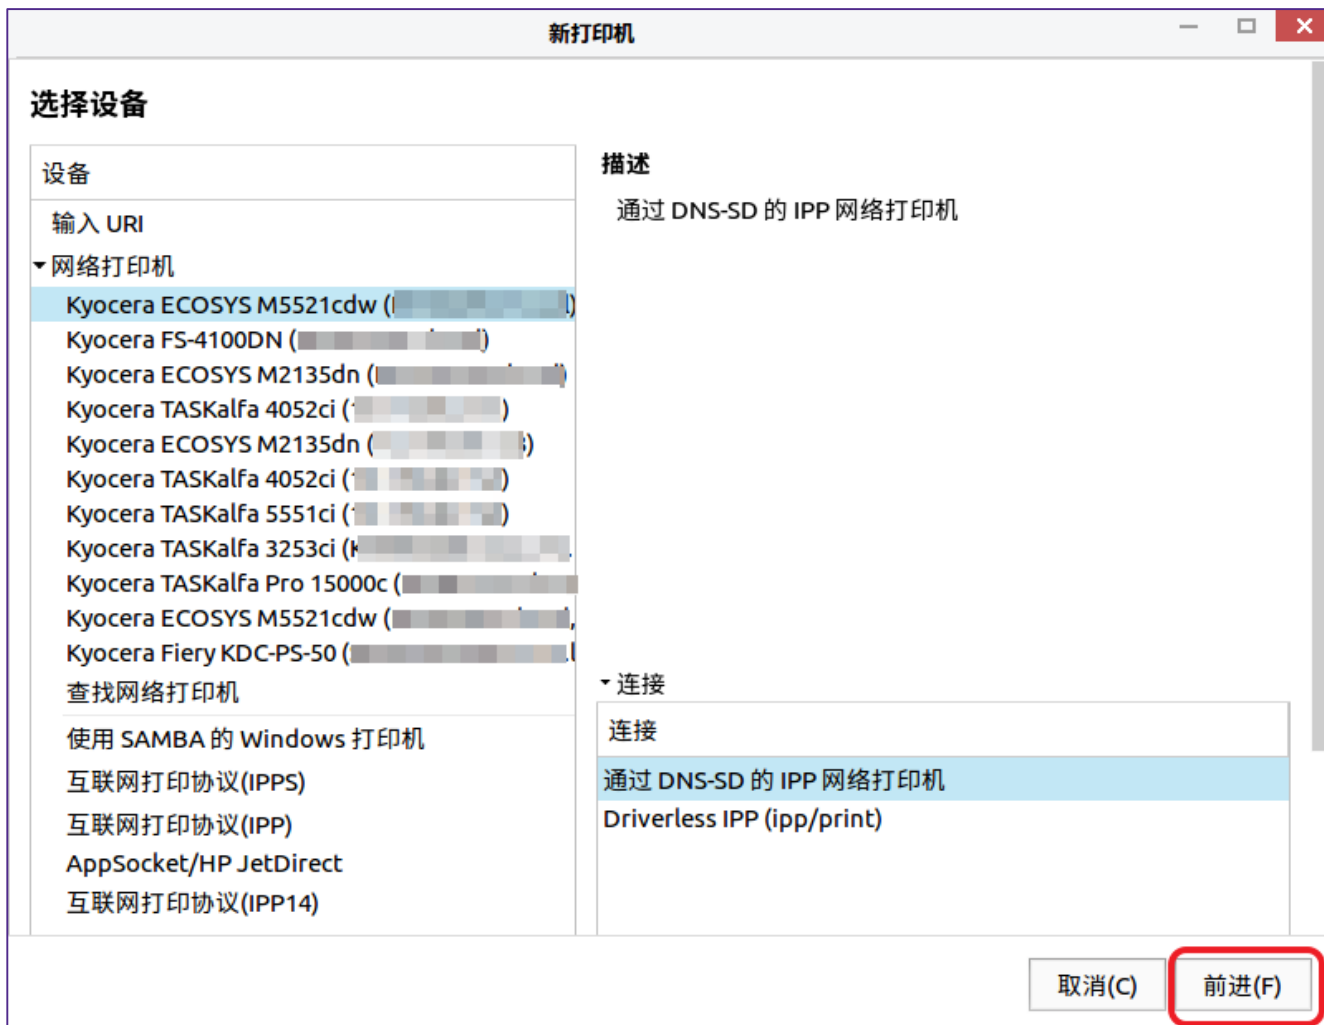 新打印机
选择设备
设备
输入 URI
网络打印机
Kyocera ECOSYS M5521cdw (
Kyocera FS-4100DN (
Kyocera ECOSYS M2135dn (
Kyocera TASKalfa 4052ci (
Kyocera ECOSYS M2135dn (
Kyocera TASKalfa 4052ci (
Kyocera TASKalfa 5551ci (
Kyocera TASKalfa 3253ci (
Kyocera TASKalfa Pro 15000c (
Kyocera ECOSYS M5521cdw (
Kyocera Fiery KDC-PS-50 (
查找网络打印机
使用 SAMBA 的 Windows 打印机
互联网打印协议(IPPS)
互联网打印协议(IPP)
AppSocket/HP JetDirect
互联网打印协议(IPP14)
描述
通过 DNS-SD 的 IPP 网络打印机
连接
连接
通过 DNS-SD 的 IPP 网络打印机
Driverless IPP (ipp/print)
取消(C)
前进(F)